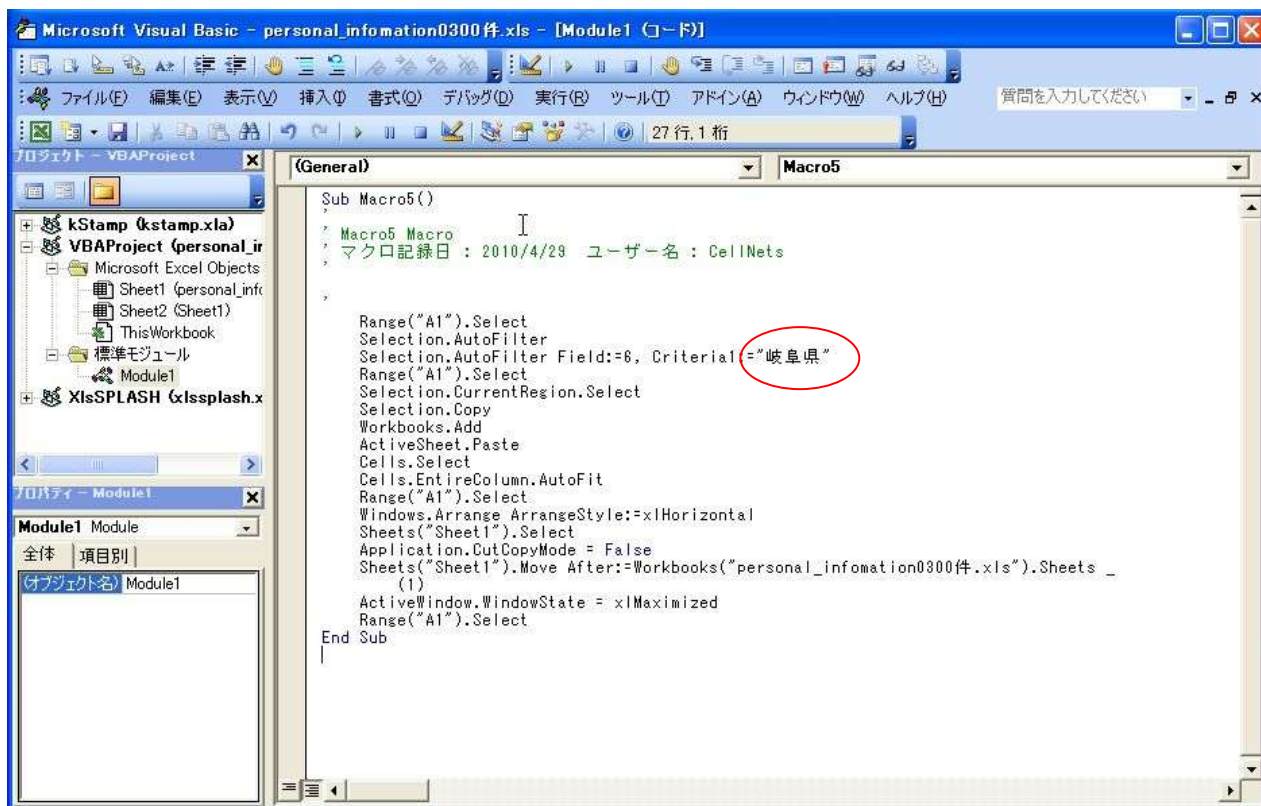 Microsoft Visual Basic - personal_infomation0300件.xls - [Module1 (コード)]
ファイル(F) 編集(E) 表示(V) 挿入(I) 書式(O) デバッグ(D) 実行(R) ツール(T) アドイン(A) ウィンドウ(W) ヘルプ(H) 質問を入力してください
27 行, 1 桁
プロジェクト - VBAProject
(General) Macro5
kStamp (kstamp.xla)
VBAProject (personal_ir
Microsoft Excel Objects
Sheet1 (personal_info
Sheet2 (Sheet1)
ThisWorkbook
標準モジュール
Module1
XlsSPLASH (xlssplash.x
プロパティ - Module1
Module1 Module
全体 項目別
(オブジェクト名) Module1
Sub Macro5()
'
' Macro5 Macro
' マクロ記録日 : 2010/4/29 ユーザー名 : CellNets
'
'
Range("A1").Select
Selection.AutoFilter
Selection.AutoFilter Field:=6, Criteria1:="岐阜県"
Range("A1").Select
Selection.CurrentRegion.Select
Selection.Copy
Workbooks.Add
ActiveSheet.Paste
Cells.Select
Cells.EntireColumn.AutoFit
Range("A1").Select
Windows.Arrange ArrangeStyle:=xlHorizontal
Sheets("Sheet1").Select
Application.CutCopyMode = False
Sheets("Sheet1").Move After:=Workbooks("personal_infomation0300件.xls").Sheets _
(1)
ActiveWindow.WindowState = xlMaximized
Range("A1").Select
End Sub